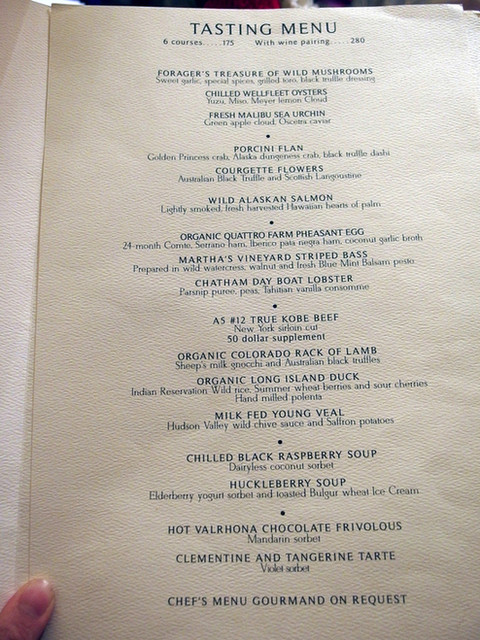 TASTING MENU
6 courses.....175 With wine pairing.....280
FORAGER'S TREASURE OF WILD MUSHROOMS
Sweet garlic, special spices, grilled toro, black truffle dressing
CHILLED WELLFLEET OYSTERS
Yuzu, Miso, Meyer lemon Cloud
FRESH MALIBU SEA URCHIN
Green apple cloud, Oscetra caviar
•
PORCINI FLAN
Golden Princess crab, Alaska dungeness crab, black truffle dashi
COURGETTE FLOWERS
Australian Black Truffle and Scottish Langoustine
WILD ALASKAN SALMON
Lightly smoked, fresh harvested Hawaiian hearts of palm
•
ORGANIC QUATTRO FARM PHEASANT EGG
24-month Comte, Serrano ham, Iberico pata negra ham, coconut garlic broth
MARTHA'S VINEYARD STRIPED BASS
Prepared in wild watercress, walnut and fresh Blue Mint Balsam pesto
CHATHAM DAY BOAT LOBSTER
Parsnip puree, peas, Tahitian vanilla consomme
•
A5 #12 TRUE KOBE BEEF
New York sirloin cut
50 dollar supplement
ORGANIC COLORADO RACK OF LAMB
Sheep's milk gnocchi and Australian black truffles
ORGANIC LONG ISLAND DUCK
Indian Reservation Wild rice, Summer wheat berries and sour cherries
Hand milled polenta
MILK FED YOUNG VEAL
Hudson Valley wild chive sauce and Saffron potatoes
•
CHILLED BLACK RASPBERRY SOUP
Dairyless coconut sorbet
HUCKLEBERRY SOUP
Elderberry yogurt sorbet and toasted Bulgur wheat Ice Cream
•
HOT VALRHONA CHOCOLATE FRIVOLOUS
Mandarin sorbet
CLEMENTINE AND TANGERINE TARTE
Violet sorbet
CHEF'S MENU GOURMAND ON REQUEST